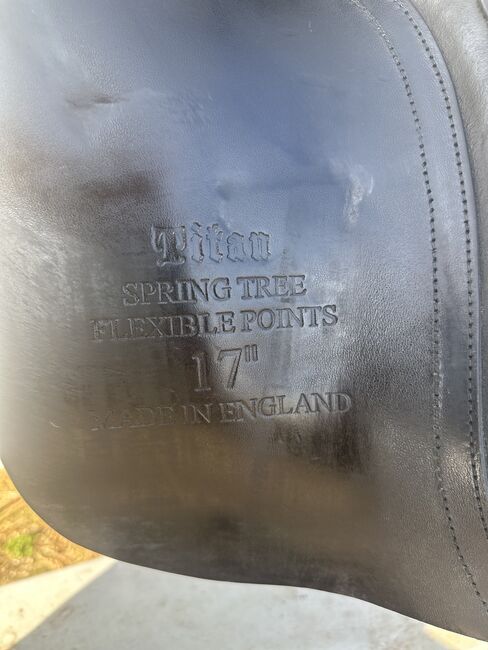 Titan
SPRING TREE
FLEXIBLE POINTS
17"
MADE IN ENGLAND